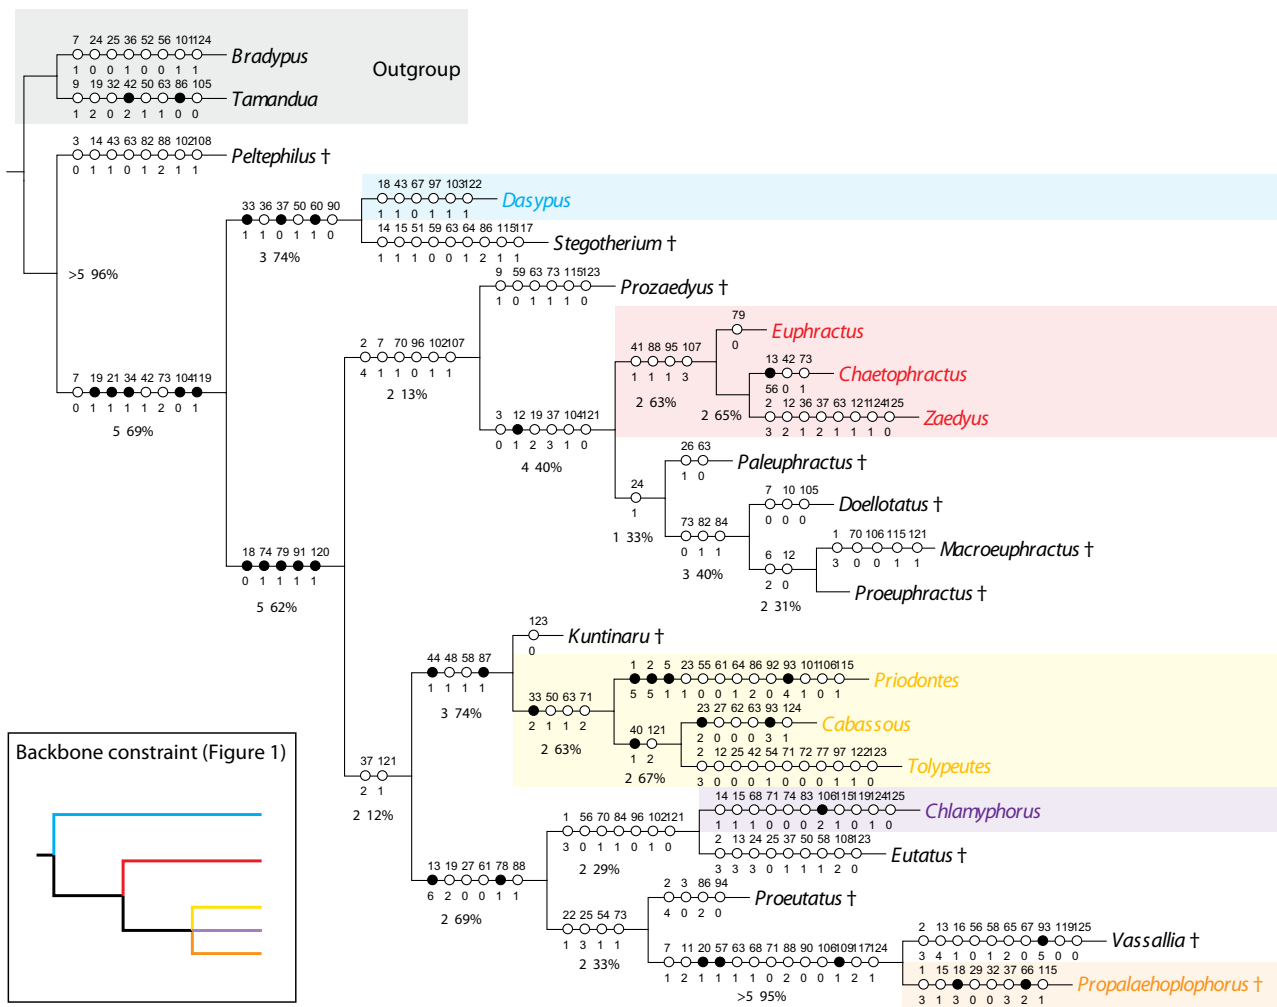 7 24 25 36 52 56 101 124
Bradypus
1 0 0 1 0 0 1 1
Outgroup
9 19 32 42 50 63 86 105
Tamandua
1 2 0 2 1 1 0 0
3 14 43 63 82 88 102 108
Peltephilus †
0 1 1 0 1 2 1 1
18 43 67 97 103 122
Dasypus
1 1 0 1 1 1
33 36 37 50 60 90
1 1 0 1 1 0
3 74%
14 15 51 59 63 64 86 115 117
Stegotherium †
1 1 1 0 0 1 2 1 1
>5 96%
9 59 63 73 115 123
Prozaedyus †
1 0 1 1 1 0
79
Euphractus
0
2 7 70 96 102 107
4 1 1 0 1 1
2 13%
41 88 95 107
1 1 1 3
2 63%
13 42 73
Chaetophractus
56 0 1
7 19 21 34 42 73 104 119
0 1 1 1 1 2 0 1
5 69%
2 65%
2 12 36 37 63 121 124 125
Zaedyus
3 2 1 2 1 1 1 0
3 12 19 37 104 121
0 1 2 3 1 0
4 40%
26 63
Paleuphractus †
1 0
24
1
1 33%
7 10 105
Doellotatus †
0 0 0
73 82 84
0 1 1
3 40%
1 70 106 115 121
Macroeuphractus †
3 0 0 1 1
18 74 79 91 120
0 1 1 1 1
5 62%
6 12
2 0
2 31%
Proeuphractus †
123
Kuntinaru †
0
44 48 58 87
1 1 1 1
3 74%
1 2 5 23 55 61 64 86 92 93 101 106 115
Priodontes
5 5 1 1 0 0 1 2 0 4 1 0 1
33 50 63 71
2 1 1 2
2 63%
23 27 62 63 93 124
Cabassous
2 0 0 0 3 1
40 121
1 2
2 67%
2 12 25 42 54 71 72 77 97 122 123
Tolypeutes
3 0 0 0 1 0 0 0 1 1 0
37 121
2 1
2 12%
14 15 68 71 74 83 106 115 119 124 125
Chlamyphorus
1 1 1 0 0 0 2 1 0 1 0
1 56 70 84 96 102 121
3 0 1 1 0 1 0
2 29%
2 13 24 25 37 50 58 108 123
Eutatus †
3 3 3 0 1 1 1 2 0
13 19 27 61 78 88
6 2 0 0 1 1
2 69%
2 3 86 94
Proeutatus †
4 0 2 0
22 25 54 73
1 3 1 1
2 33%
2 13 16 56 58 65 67 93 119 125
Vassallia †
3 4 1 0 1 2 0 5 0 0
7 11 20 57 63 68 71 88 90 106 109 117 124
1 2 1 1 1 1 0 2 0 0 1 2 1
>5 95%
1 15 18 29 32 37 66 115
Propalaehoplophorus †
3 1 3 0 0 3 2 1
Backbone constraint (Figure 1)